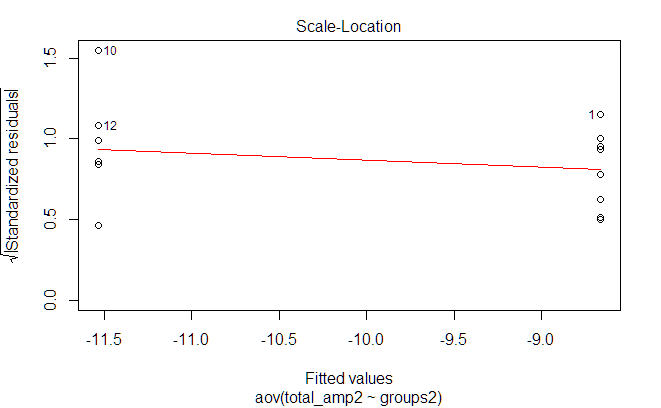 Scale-Location
√|Standardized residuals|
1.5
1.0
0.5
0.0
10
12
1
-11.5 -11.0 -10.5 -10.0 -9.5 -9.0
Fitted values
aov(total_amp2 ~ groups2)